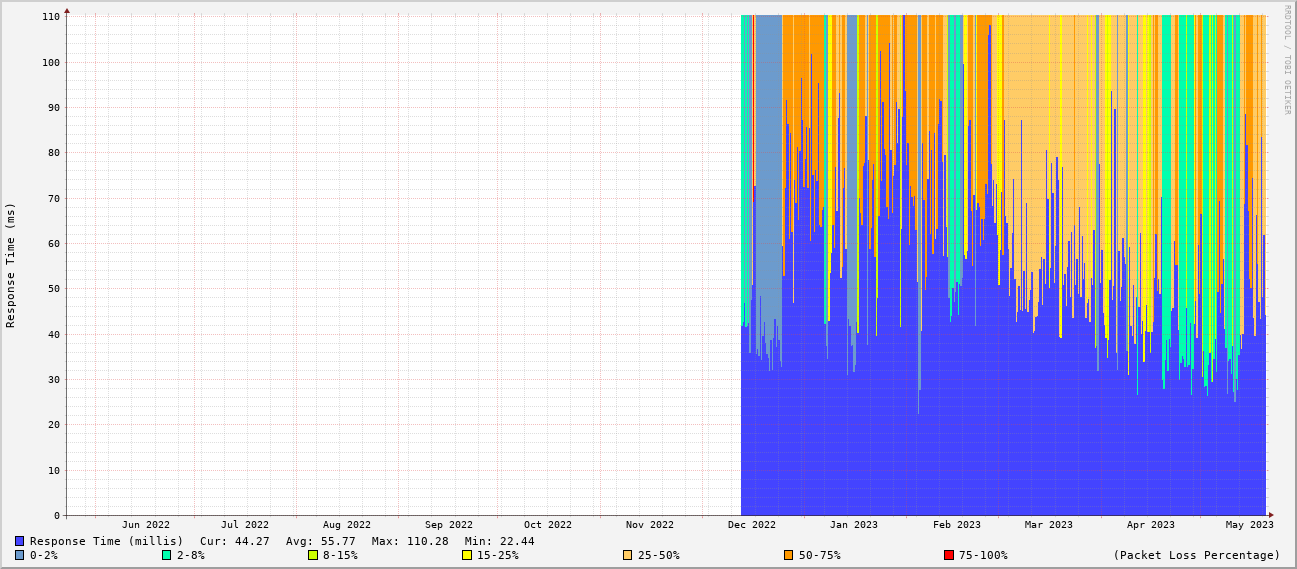 RRDTOOL / TOBI OETIKER
Response Time (ms)
110
100
90
80
70
60
50
40
30
20
10
0
Jun 2022 Jul 2022 Aug 2022 Sep 2022 Oct 2022 Nov 2022 Dec 2022 Jan 2023 Feb 2023 Mar 2023 Apr 2023 May 2023
Response Time (millis) Cur: 44.27 Avg: 55.77 Max: 110.28 Min: 22.44
0-2% 2-8% 8-15% 15-25% 25-50% 50-75% 75-100% (Packet Loss Percentage)